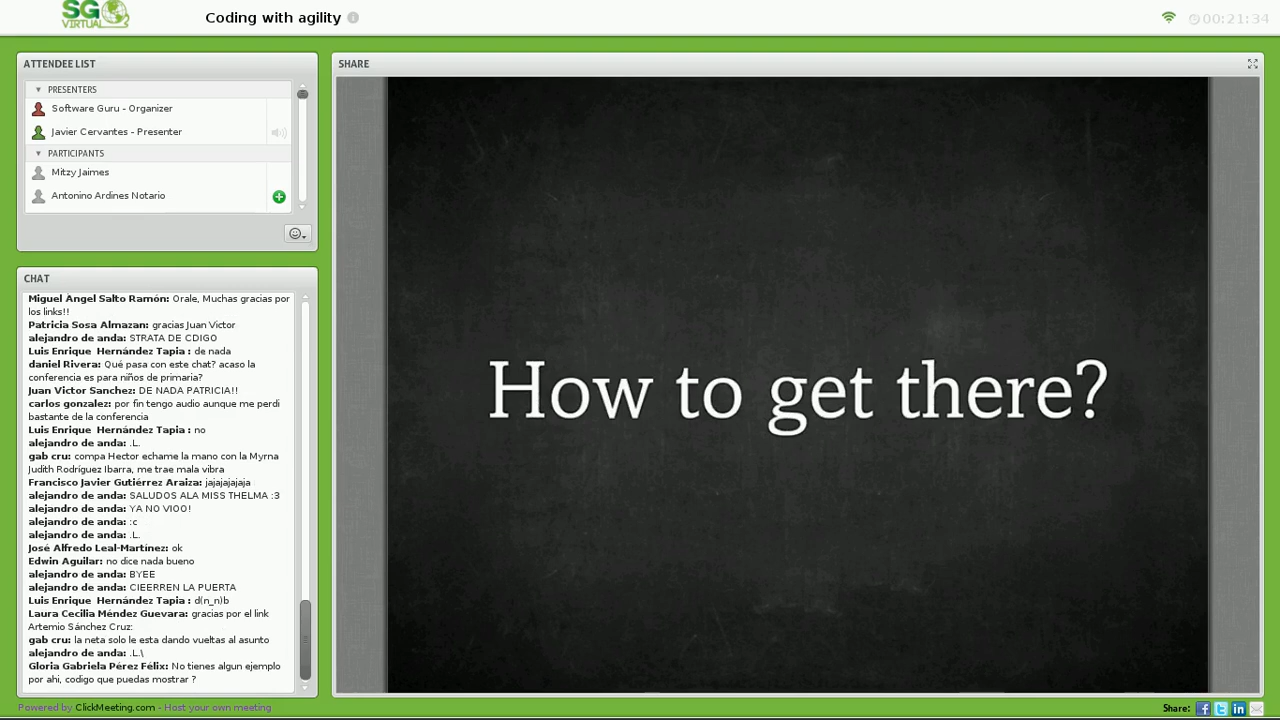 SG
VIRTUAL
Coding with agility
00:21:34
ATTENDEE LIST
PRESENTERS
Software Guru - Organizer
Javier Cervantes - Presenter
PARTICIPANTS
Mitzy Jaimes
Antonino Ardines Notario
CHAT
Miguel Ángel Salto Ramón: Orale, Muchas gracias por
los links!!
Patricia Sosa Almazan: gracias Juan Victor
alejandro de anda: STRATA DE CDIGO
Luis Enrique Hernández Tapia : de nada
daniel Rivera: Qué pasa con este chat? acaso la
conferencia es para niños de primaria?
Juan Victor Sanchez: DE NADA PATRICIA!!
carlos gonzalez: por fin tengo audio aunque me perdi
bastante de la conferencia
Luis Enrique Hernández Tapia : no
alejandro de anda: .L.
gab cru: compa Hector echame la mano con la Myrna
Judith Rodríguez Ibarra, me trae mala vibra
Francisco Javier Gutiérrez Araiza: jajajajajaja
alejandro de anda: SALUDOS ALA MISS THELMA :3
alejandro de anda: YA NO VIOO!
alejandro de anda: :c
alejandro de anda: .L.
José Alfredo Leal-Martínez: ok
Edwin Aguilar: no dice nada bueno
alejandro de anda: BYEE
alejandro de anda: CIEERREN LA PUERTA
Luis Enrique Hernández Tapia : d(n_n)b
Laura Cecilia Méndez Guevara: gracias por el link
Artemio Sánchez Cruz:
gab cru: la neta solo le esta dando vueltas al asunto
alejandro de anda: .L.\
Gloria Gabriela Pérez Félix: No tienes algun ejemplo
por ahi, codigo que puedas mostrar ?
SHARE
How to get there?
Powered by ClickMeeting.com - Host your own meeting
Share: